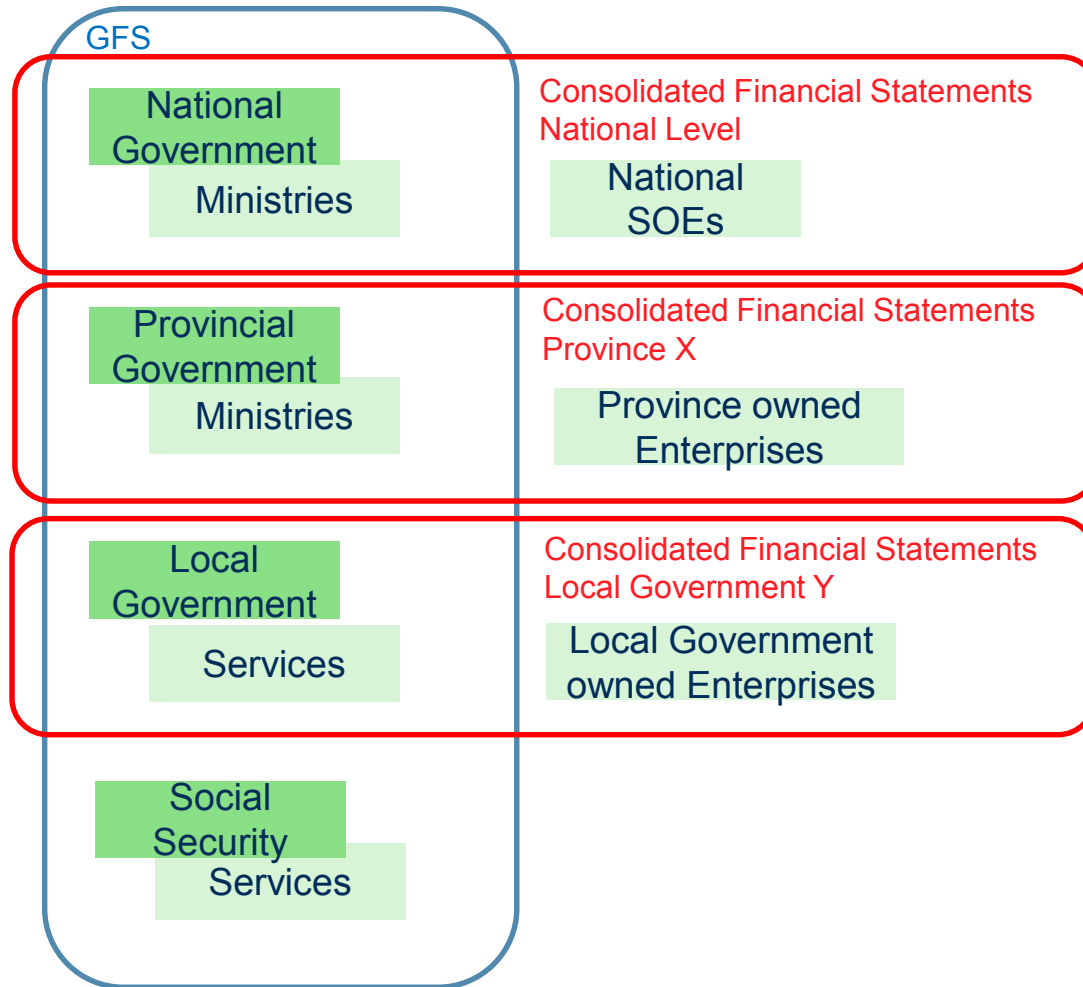 GFS
National
Government
Ministries
Consolidated Financial Statements
National Level
National
SOEs
Provincial
Government
Ministries
Consolidated Financial Statements
Province X
Province owned
Enterprises
Local
Government
Services
Consolidated Financial Statements
Local Government Y
Local Government
owned Enterprises
Social
Security
Services